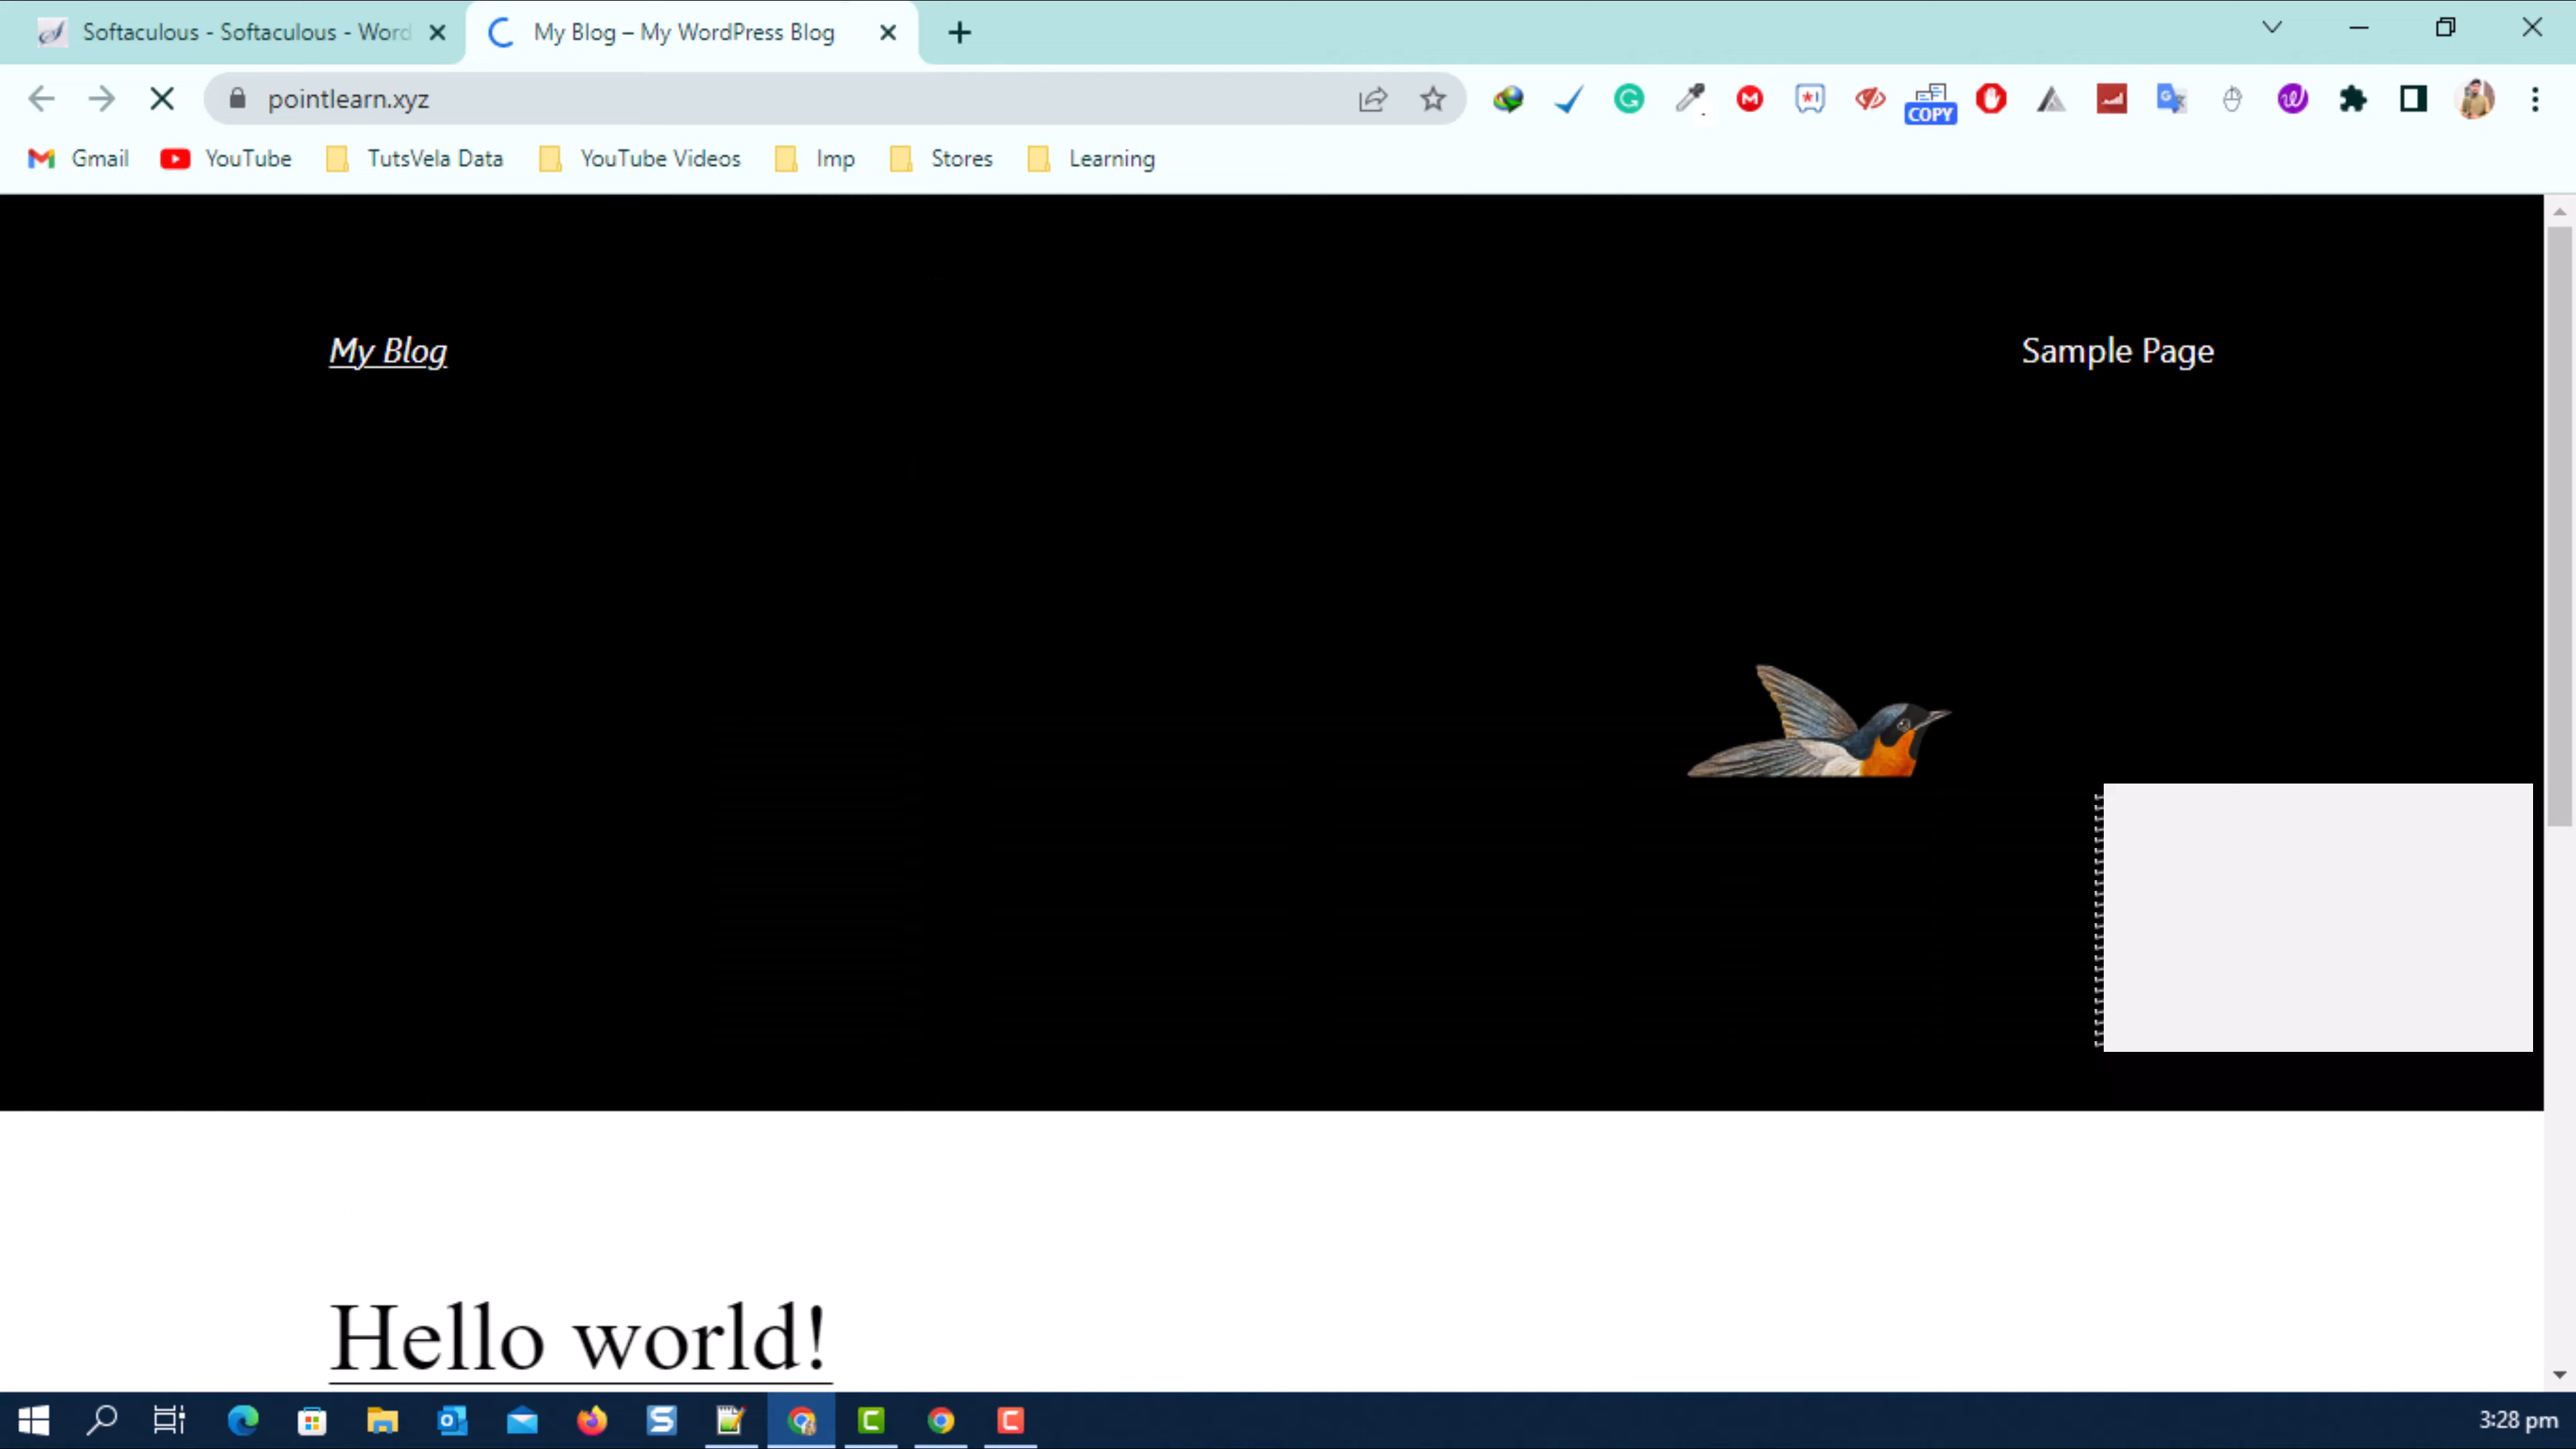 Softaculous - Softaculous - Word
My Blog – My WordPress Blog
pointlearn.xyz
COPY
Gmail
YouTube
TutsVela Data
YouTube Videos
Imp
Stores
Learning
My Blog
Sample Page
Hello world!
3:28 pm